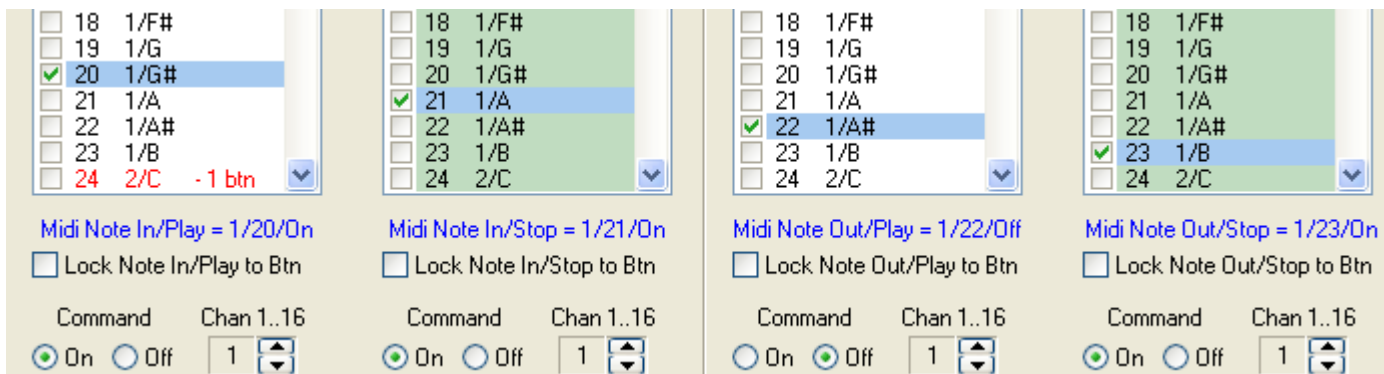 18 1/F# 18 1/F# 18 1/F# 18 1/F#
19 1/G 19 1/G 19 1/G 19 1/G
20 1/G# 20 1/G# 20 1/G# 20 1/G#
21 1/A 21 1/A 21 1/A 21 1/A
22 1/A# 22 1/A# 22 1/A# 22 1/A#
23 1/B 23 1/B 23 1/B 23 1/B
24 2/C - 1 btn 24 2/C 24 2/C 24 2/C
Midi Note In/Play = 1/20/On Midi Note In/Stop = 1/21/On Midi Note Out/Play = 1/22/Off Midi Note Out/Stop = 1/23/On
Lock Note In/Play to Btn Lock Note In/Stop to Btn Lock Note Out/Play to Btn Lock Note Out/Stop to Btn
Command Chan 1..16 Command Chan 1..16 Command Chan 1..16 Command Chan 1..16
On Off 1 On Off 1 On Off 1 On Off 1